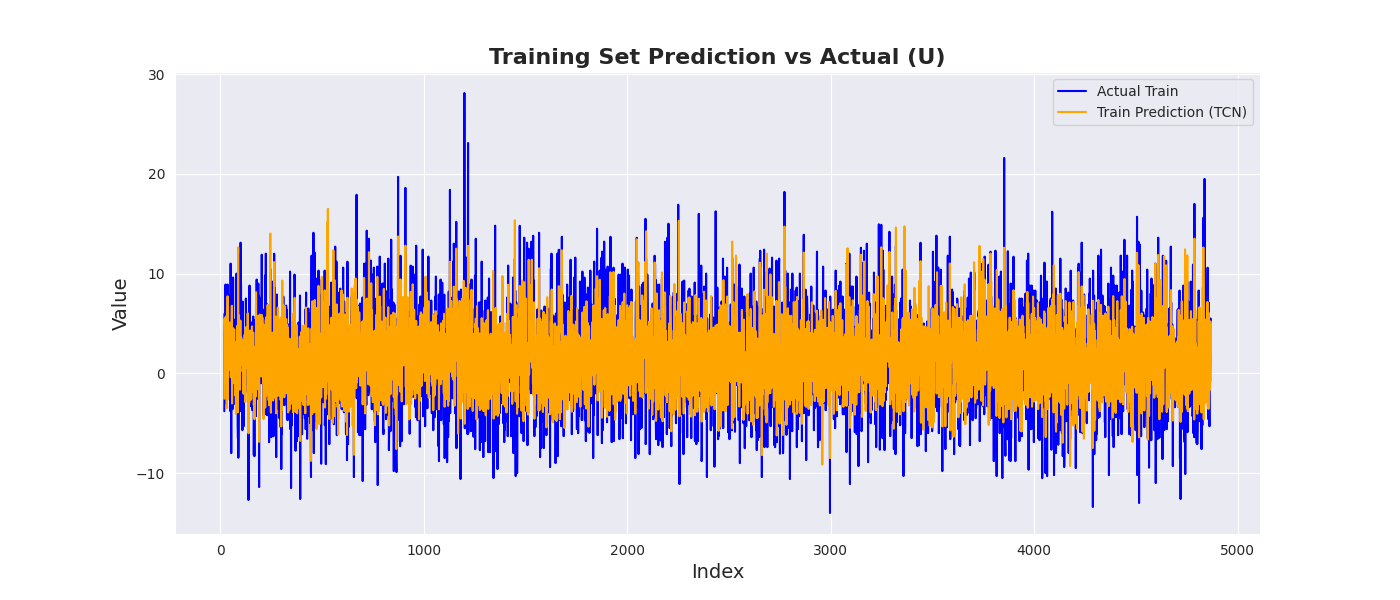 Training Set Prediction vs Actual (U)
Actual Train
Train Prediction (TCN)
30
20
10
0
−10
Value
0
1000
2000
3000
4000
5000
Index